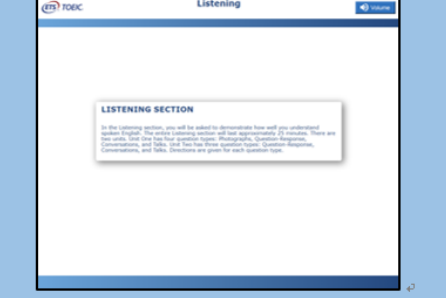 ETS TOEIC
Listening
Volume
LISTENING SECTION
In the Listening section, you will be asked to demonstrate how well you understand
spoken English. The entire Listening section will last approximately 25 minutes. There are
two units. Unit One has four question types: Photographs, Question-Response,
Conversations, and Talks. Unit Two has three question types: Question-Response,
Conversations, and Talks. Directions are given for each question type.